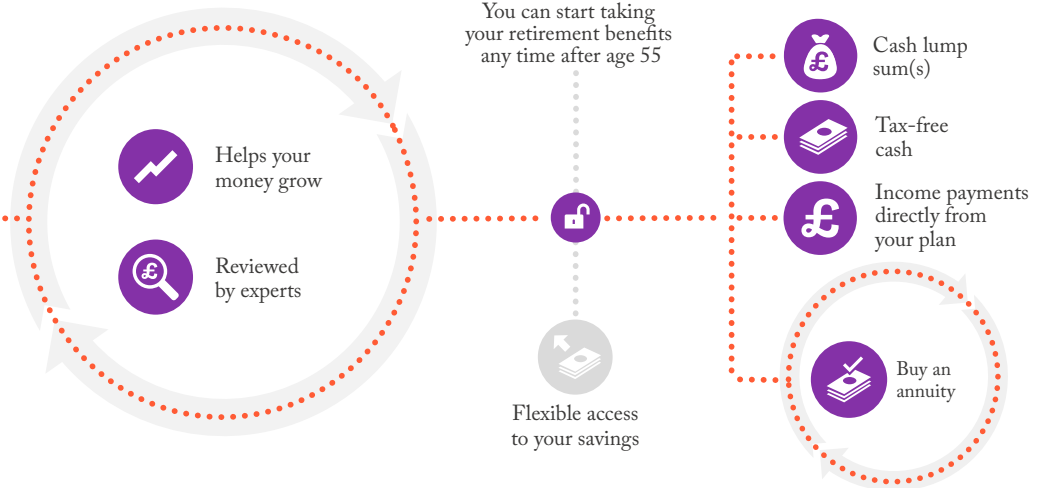 Helps your
money grow
Reviewed
by experts
You can start taking
your retirement benefits
any time after age 55
Flexible access
to your savings
£
Cash lump
sum(s)
Tax-free
cash
£
Income payments
directly from
your plan
Buy an
annuity
£